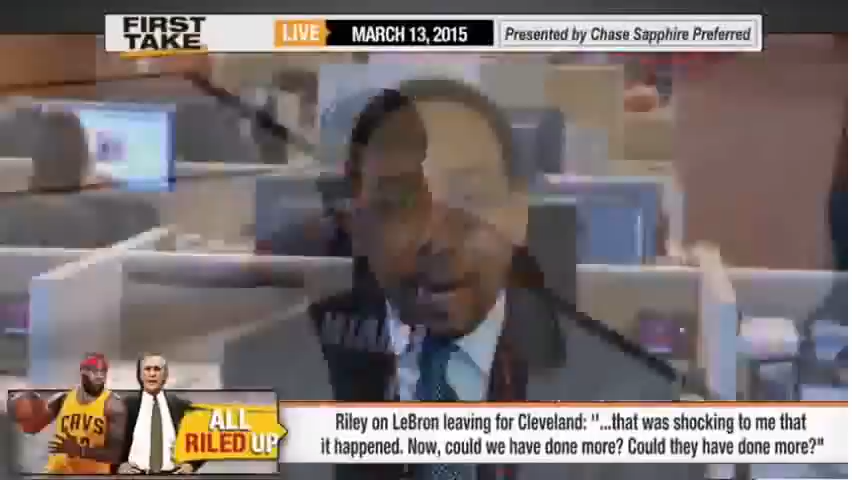 FIRST
TAKE
LIVE
MARCH 13, 2015
Presented by Chase Sapphire Preferred
MIAMI
CAVS
ALL
RILED UP
Riley on LeBron leaving for Cleveland: "...that was shocking to me that
it happened. Now, could we have done more? Could they have done more?"